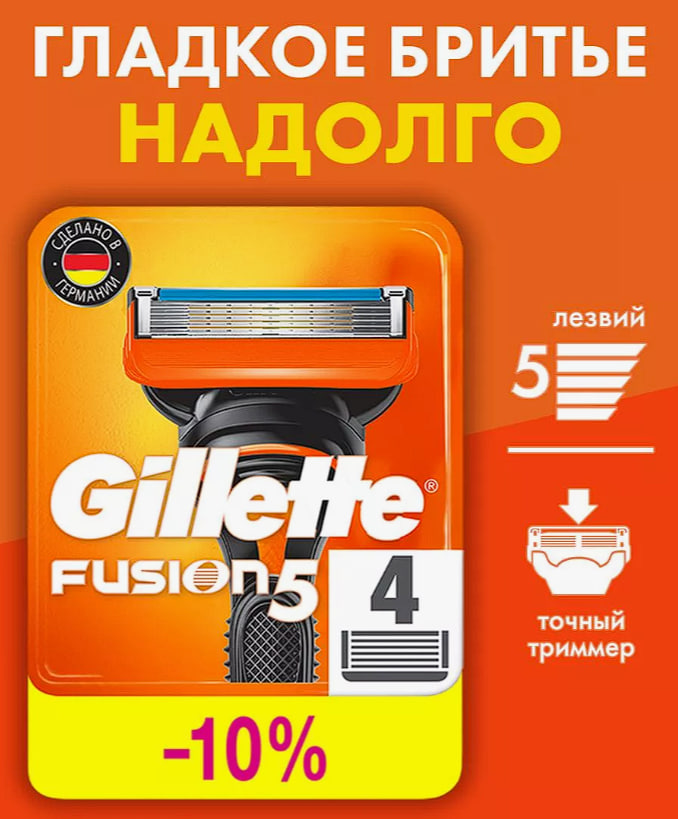 ГЛАДКОЕ БРИТЬЕ
НАДОЛГО
СДЕЛАНО В
ГЕРМАНИИ
лезвий
5
Gillette®
FUSION5
4
точный
триммер
-10%